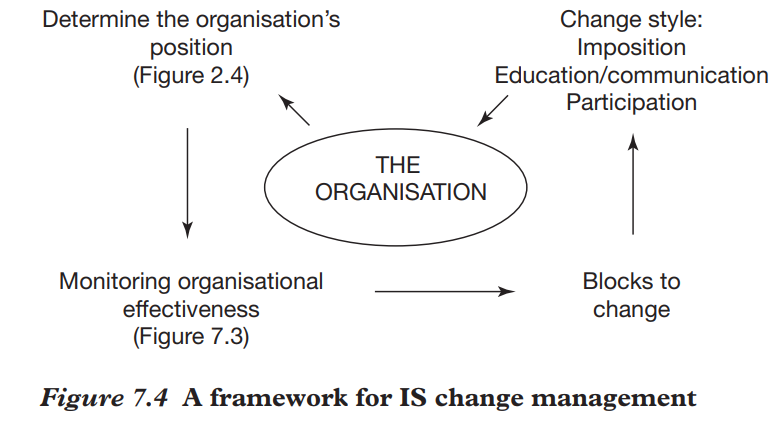 Determine the organisation’s
position
(Figure 2.4)
Change style:
Imposition
Education/communication
Participation
THE
ORGANISATION
Monitoring organisational
effectiveness
(Figure 7.3)
Blocks to
change
Figure 7.4 A framework for IS change management